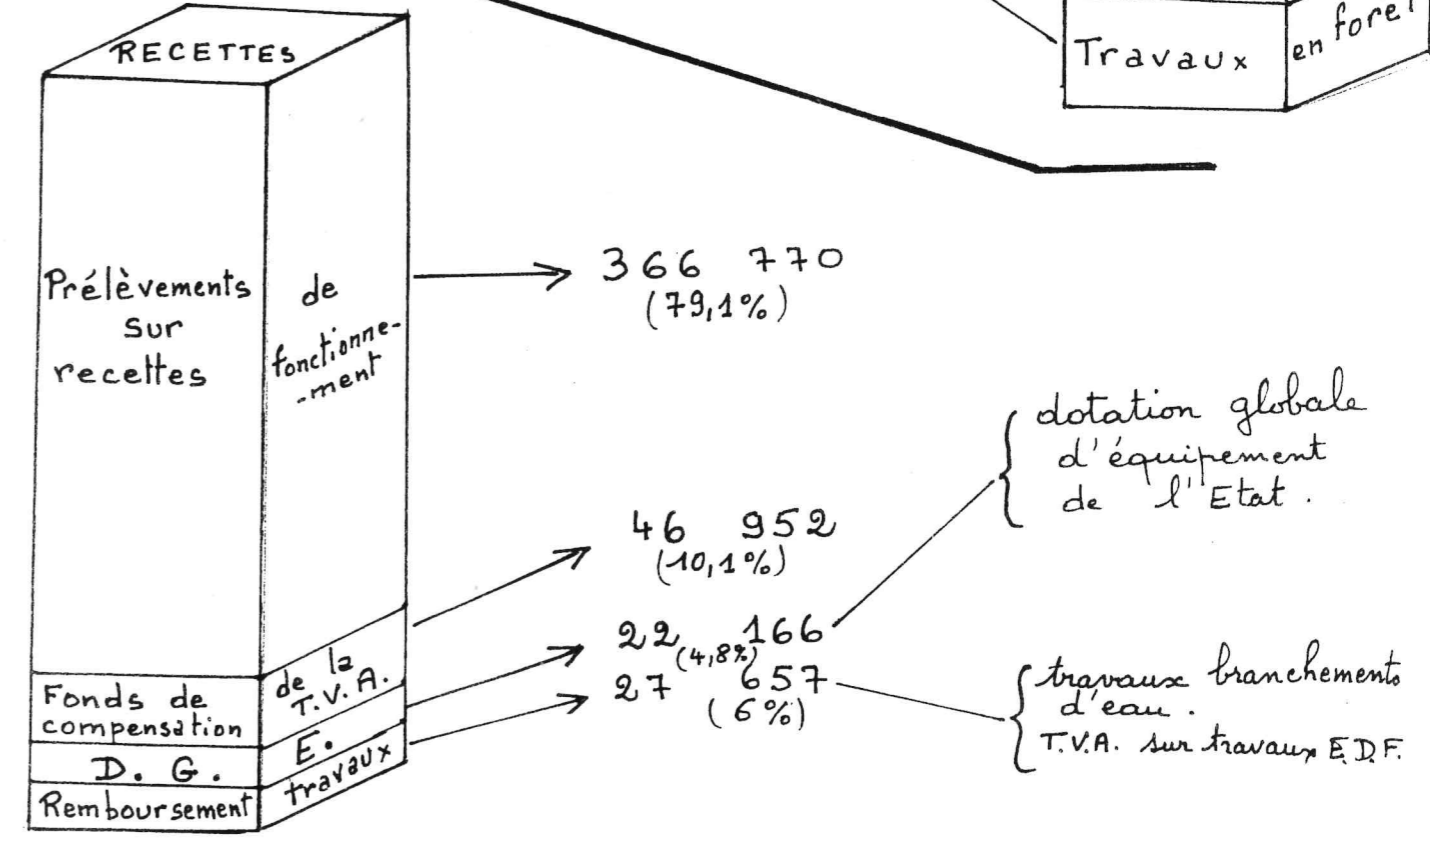 Travaux en foret
RECETTES
Prélèvements de
sur fonctionne-
recettes -ment
366 770
(79,1%)
Fonds de de la
compensation T.V.A.
46 952
(10,1%)
D. G. E.
22 166
(4,8%)
dotation globale
d'équipement
de l'Etat.
Remboursement travaux
27 657
(6%)
travaux branchements
d'eau.
T.V.A. sur travaux E.D.F.